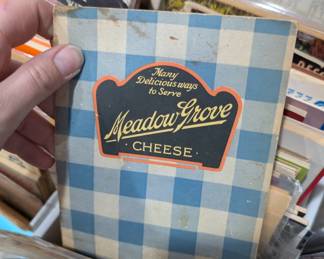 Many
Delicious ways
to Serve
Meadow Grove
CHEESE